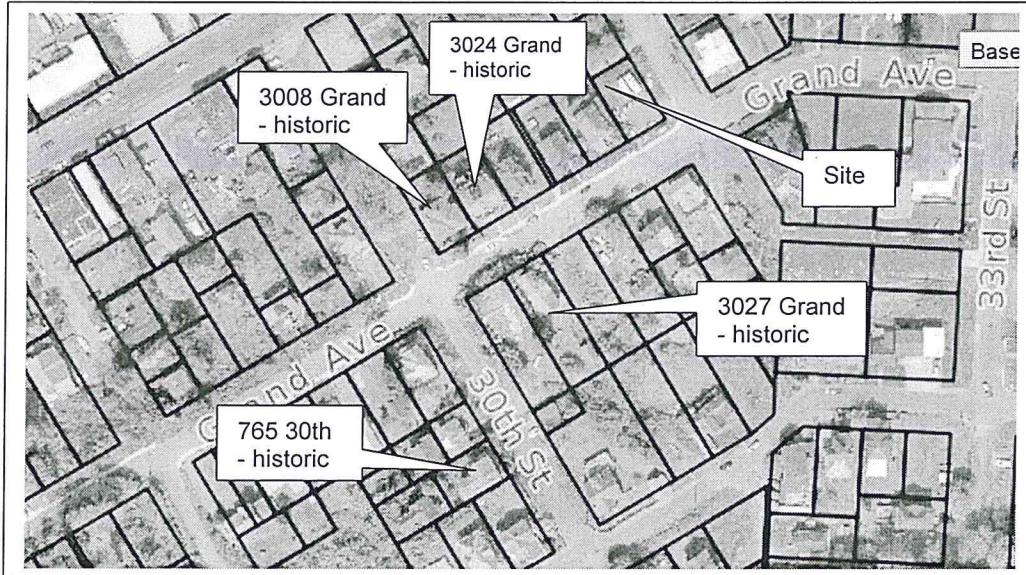 3024 Grand
- historic
Base
Grand Ave
3008 Grand
- historic
Site
33rd St
3027 Grand
- historic
Grand Ave
30th St
765 30th
- historic